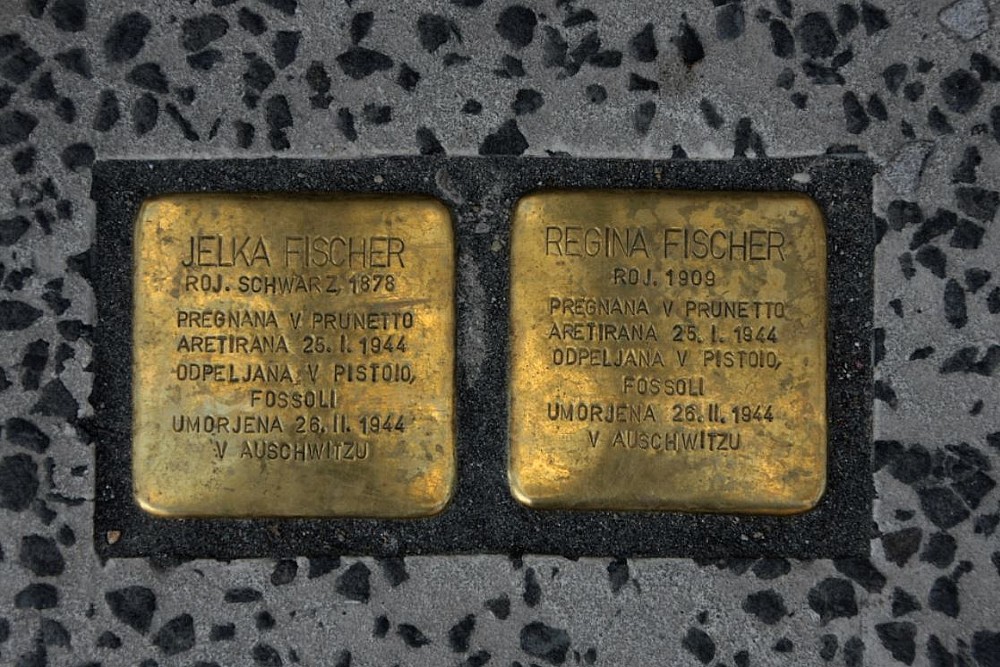 JELKA FISCHER
ROJ. SCHWARZ, 1878
PREGNANA V PRUNETTO
ARETIRANA 25. I. 1944
ODPELJANA V PISTOIO,
FOSSOLI
UMORJENA 26. II. 1944
V AUSCHWITZU
REGINA FISCHER
ROJ. 1909
PREGNANA V PRUNETTO
ARETIRANA 25. I. 1944
ODPELJANA V PISTOIO,
FOSSOLI
UMORJENA 26. II. 1944
V AUSCHWITZU